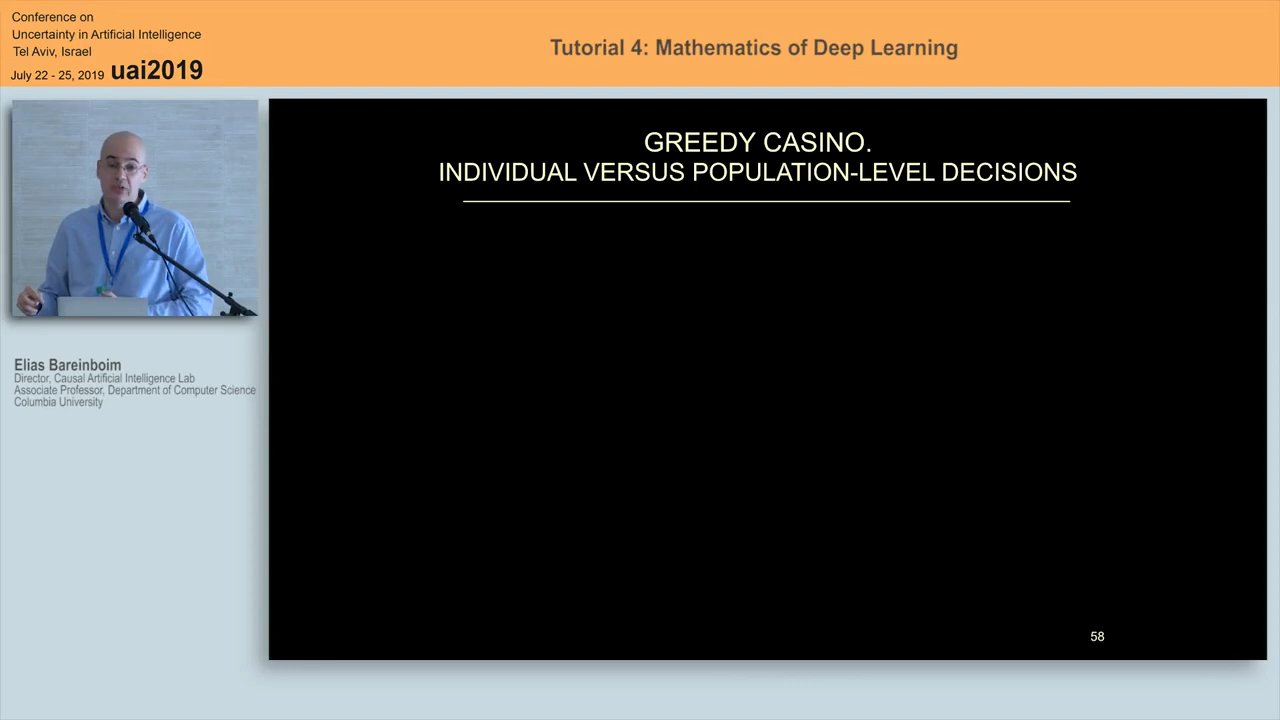 Conference on
Uncertainty in Artificial Intelligence
Tel Aviv, Israel
July 22 - 25, 2019 uai2019
Tutorial 4: Mathematics of Deep Learning
GREEDY CASINO.
INDIVIDUAL VERSUS POPULATION-LEVEL DECISIONS
Elias Bareinboim
Director, Causal Artificial Intelligence Lab
Associate Professor, Department of Computer Science
Columbia University
58